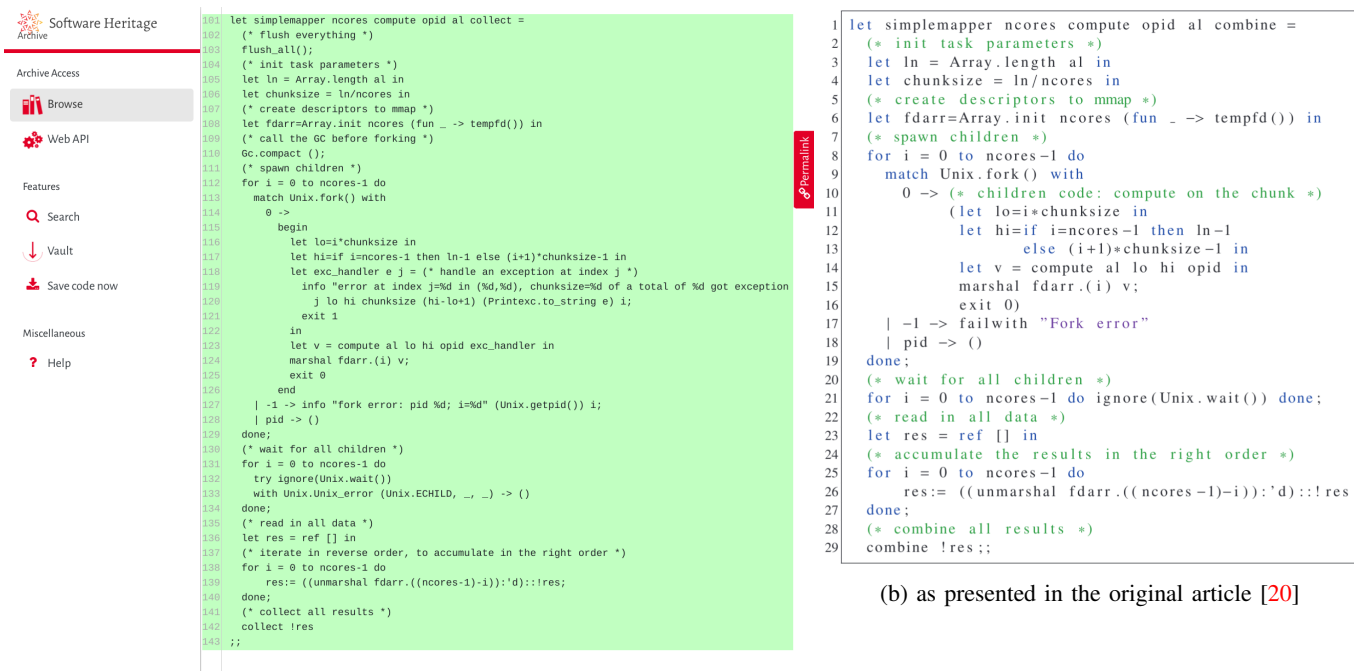 Software Heritage
Archive
Archive Access
Browse
Web API
Features
Search
Vault
Save code now
Miscellaneous
? Help
101 let simplemapper ncores compute opid al collect =
102   (* flush everything *)
103   flush_all();
104   (* init task parameters *)
105   let ln = Array.length al in
106   let chunksize = ln/ncores in
107   (* create descriptors to mmap *)
108   let fdarr=Array.init ncores (fun _ -> tempfd()) in
109   (* call the GC before forking *)
110   Gc.compact ();
111   (* spawn children *)
112   for i = 0 to ncores-1 do
113     match Unix.fork() with
114       0 ->
115         begin
116           let lo=i*chunksize in
117           let hi=if i=ncores-1 then ln-1 else (i+1)*chunksize-1 in
118           let exc_handler e j = (* handle an exception at index j *)
119             info "error at index j=%d in (%d,%d), chunksize=%d of a total of %d got exception
120               j lo hi chunksize (hi-lo+1) (Printexc.to_string e) i;
121             exit 1
122           in
123           let v = compute al lo hi opid exc_handler in
124           marshal fdarr.(i) v;
125           exit 0
126         end
127     | -1 -> info "fork error: pid %d; i=%d" (Unix.getpid()) i;
128     | pid -> ()
129   done;
130   (* wait for all children *)
131   for i = 0 to ncores-1 do
132     try ignore(Unix.wait())
133     with Unix.Unix_error (Unix.ECHILD, _, _) -> ()
134   done;
135   (* read in all data *)
136   let res = ref [] in
137   (* iterate in reverse order, to accumulate in the right order *)
138   for i = 0 to ncores-1 do
139       res:= ((unmarshal fdarr.((ncores-1)-i)):'d)::!res;
140   done;
141   (* collect all results *)
142   collect !res
143 ;;
Permalink
1 let simplemapper ncores compute opid al combine =
2   (* init task parameters *)
3   let ln = Array.length al in
4   let chunksize = ln/ncores in
5   (* create descriptors to mmap *)
6   let fdarr=Array.init ncores (fun _ -> tempfd()) in
7   (* spawn children *)
8   for i = 0 to ncores-1 do
9     match Unix.fork() with
10       0 -> (* children code: compute on the chunk *)
11            (let lo=i*chunksize in
12             let hi=if i=ncores-1 then ln-1
13                    else (i+1)*chunksize-1 in
14             let v = compute al lo hi opid in
15             marshal fdarr.(i) v;
16             exit 0)
17     | -1 -> failwith "Fork error"
18     | pid -> ()
19   done;
20   (* wait for all children *)
21   for i = 0 to ncores-1 do ignore(Unix.wait()) done;
22   (* read in all data *)
23   let res = ref [] in
24   (* accumulate the results in the right order *)
25   for i = 0 to ncores-1 do
26       res:= ((unmarshal fdarr.((ncores-1)-i)):'d)::!res
27   done;
28   (* combine all results *)
29   combine !res;;
(b) as presented in the original article [20]